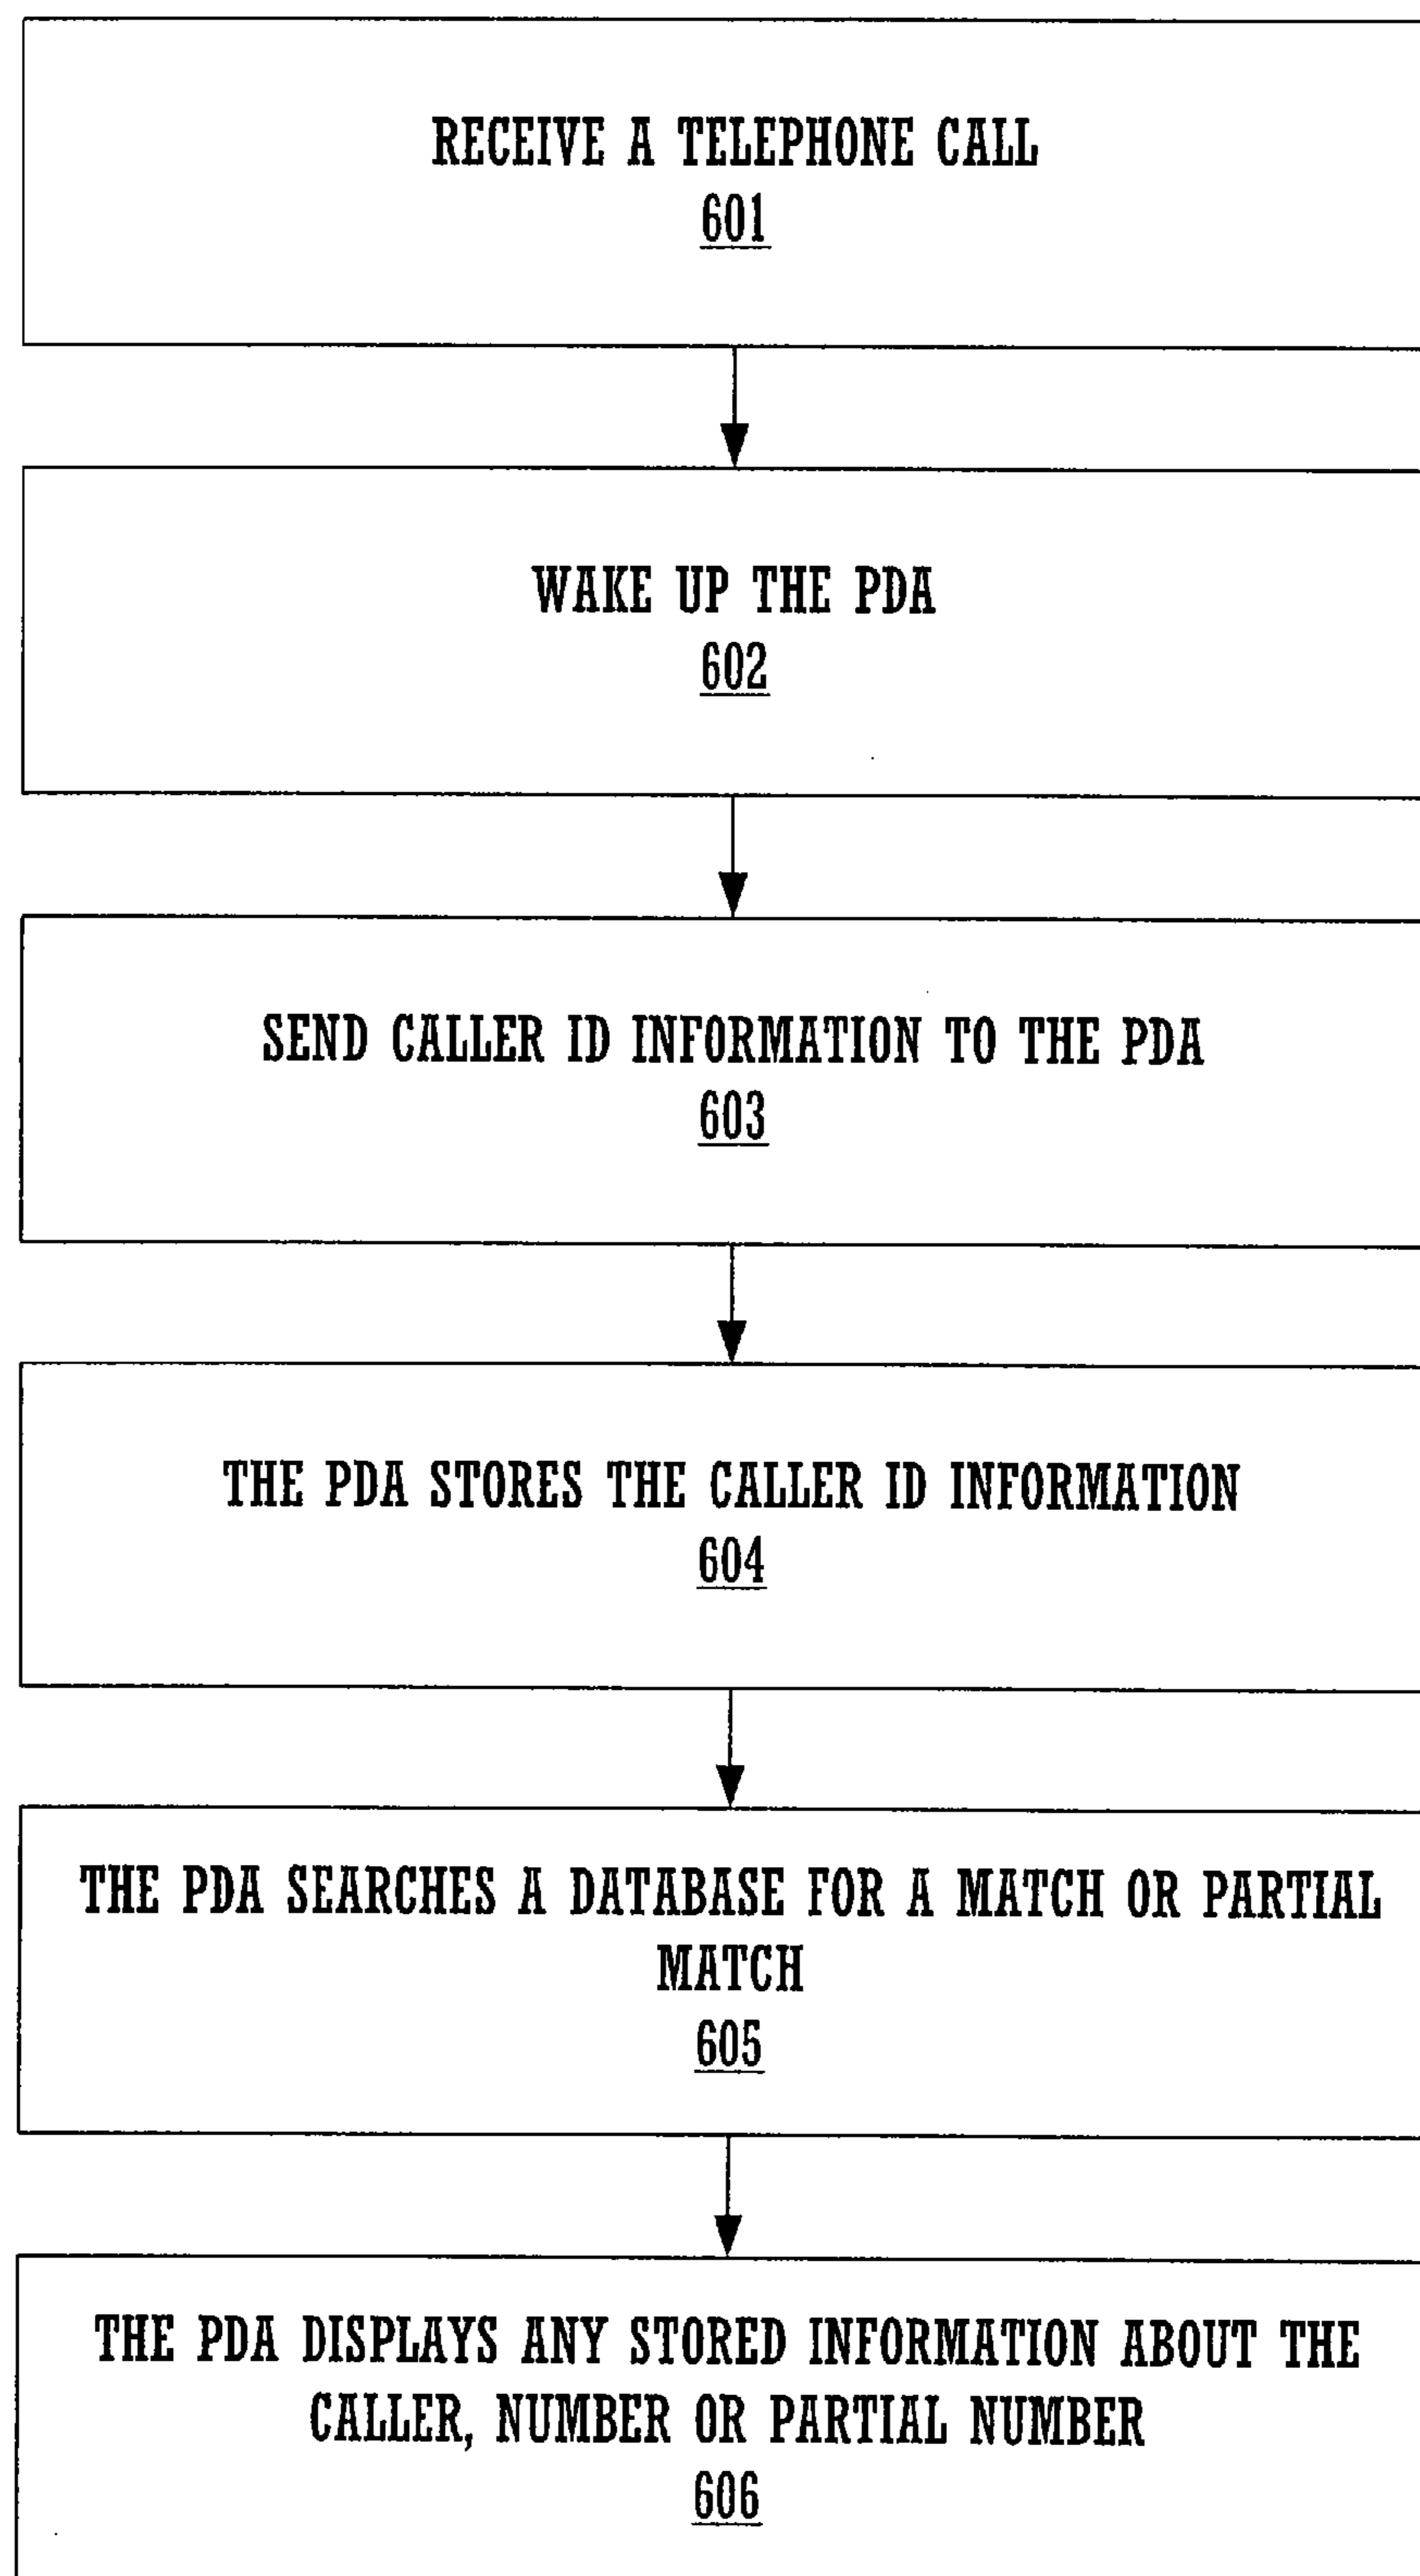 RECEIVE A TELEPHONE CALL
601
WAKE UP THE PDA
602
SEND CALLER ID INFORMATION TO THE PDA
603
THE PDA STORES THE CALLER ID INFORMATION
604
THE PDA SEARCHES A DATABASE FOR A MATCH OR PARTIAL
MATCH
605
THE PDA DISPLAYS ANY STORED INFORMATION ABOUT THE
CALLER, NUMBER OR PARTIAL NUMBER
606